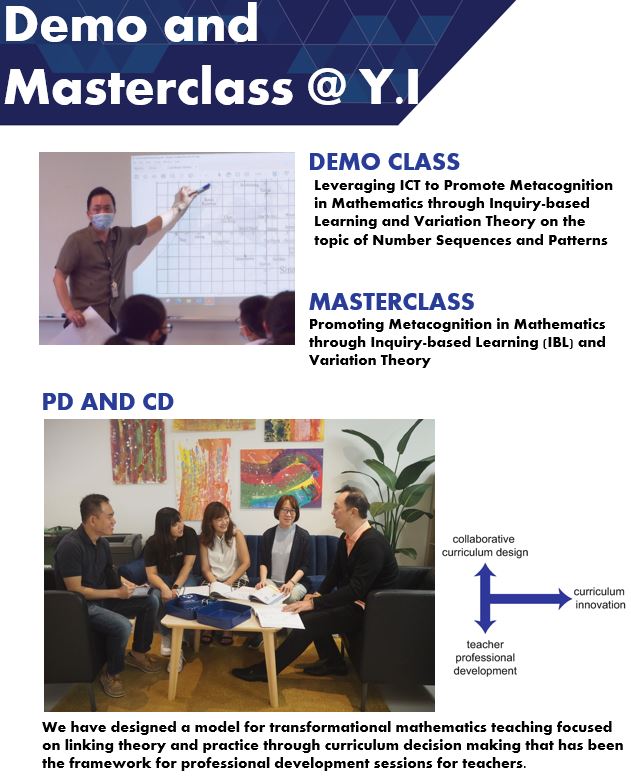 Demo and
Masterclass @ Y.I
DEMO CLASS
Leveraging ICT to Promote Metacognition
in Mathematics through Inquiry-based
Learning and Variation Theory on the
topic of Number Sequences and Patterns
MASTERCLASS
Promoting Metacognition in Mathematics
through Inquiry-based Learning (IBL) and
Variation Theory
PD AND CD
collaborative
curriculum design
curriculum
innovation
teacher
professional
development
We have designed a model for transformational mathematics teaching focused
on linking theory and practice through curriculum decision making that has been
the framework for professional development sessions for teachers.